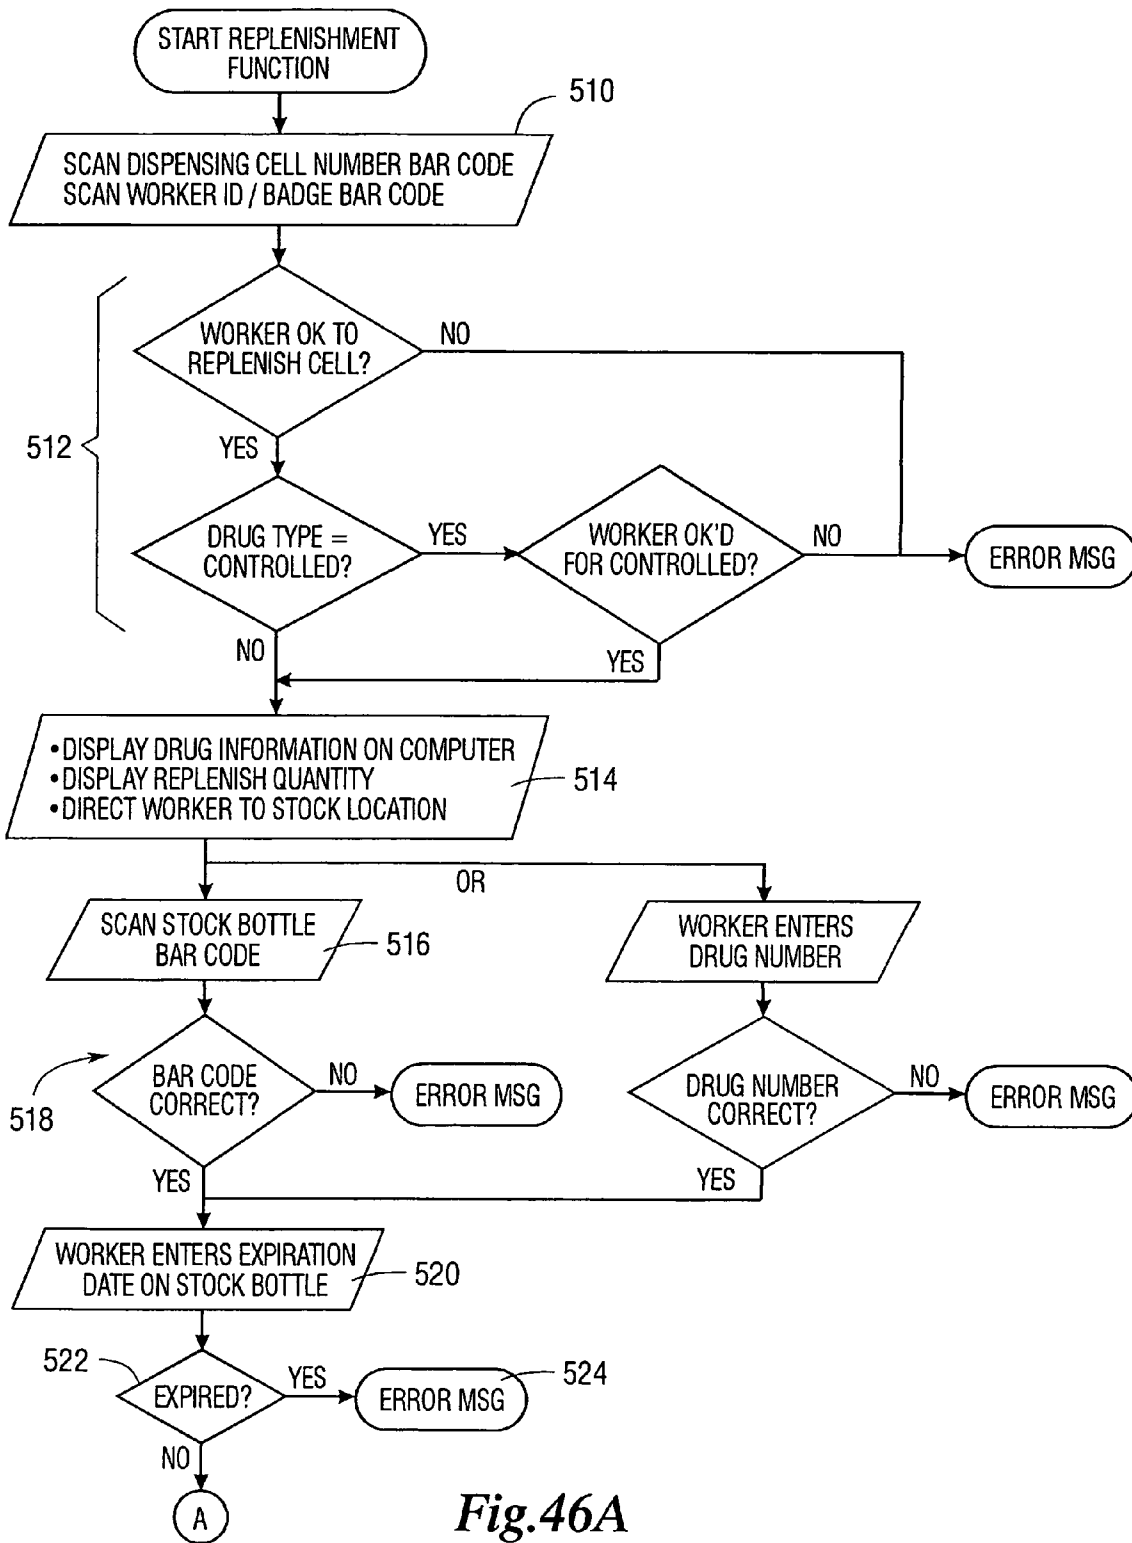 START REPLENISHMENT
FUNCTION
510
SCAN DISPENSING CELL NUMBER BAR CODE
SCAN WORKER ID / BADGE BAR CODE
WORKER OK TO
REPLENISH CELL?
NO
YES
512
DRUG TYPE =
CONTROLLED?
YES
WORKER OK'D
FOR CONTROLLED?
NO
ERROR MSG
NO
YES
•DISPLAY DRUG INFORMATION ON COMPUTER
•DISPLAY REPLENISH QUANTITY
•DIRECT WORKER TO STOCK LOCATION
514
OR
SCAN STOCK BOTTLE
BAR CODE
516
WORKER ENTERS
DRUG NUMBER
518
BAR CODE
CORRECT?
NO
ERROR MSG
DRUG NUMBER
CORRECT?
NO
ERROR MSG
YES
YES
WORKER ENTERS EXPIRATION
DATE ON STOCK BOTTLE
520
522
EXPIRED?
YES
ERROR MSG
524
NO
A
Fig.46A